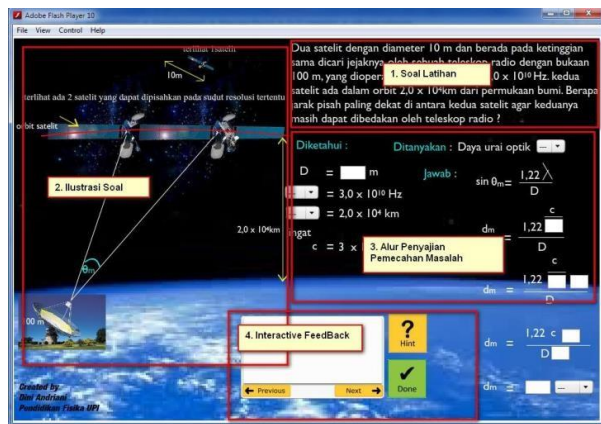 Adobe Flash Player 10
File View Control Help
terlihat 1satelit
10m
terlihat ada 2 satelit yang dapat dipisahkan pada sudut resolusi tertentu
orbit satelit
2. Ilustrasi Soal
2,0 x 10⁴km
θm
100 m
Created by
Dini Andriani
Pendidikan Fisika UPI
Dua satelit dengan diameter 10 m dan berada pada ketinggian
sama dicari jejaknya oleh sebuah teleskop radio dengan bukaan
100 m, yang dioper 0 x 10¹⁰ Hz. kedua
satelit ada dalam orbit 2,0 x 10⁴km dari permukaan bumi. Berapa
jarak pisah paling dekat di antara kedua satelit agar keduanya
masih dapat dibedakan oleh teleskop radio ?
1. Soal Latihan
Diketahui : Ditanyakan : Daya urai optik ---
D = m Jawab : sin θm = 1,22 λ / D
--- = 3,0 x 10¹⁰ Hz
--- = 2,0 x 10⁴ km
ingat
c = 3 x
dm = 1,22 c / D
3. Alur Penyajian
Pemecahan Masalah
dm = 1,22 c / D
dm = 1,22 c / D
dm = ---
4. Interactive FeedBack
Previous Next
? Hint
Done